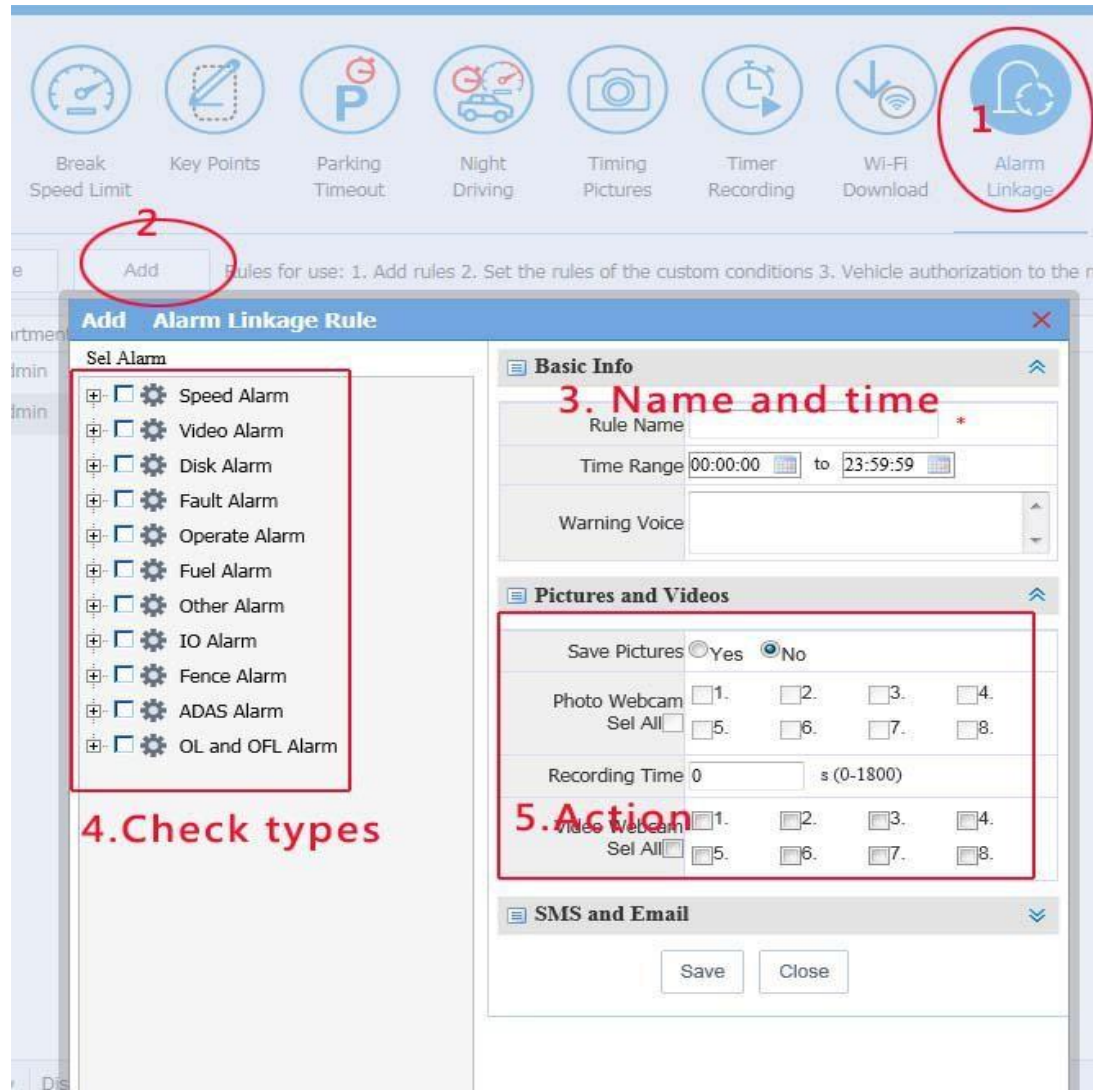 Break
Speed Limit
Key Points
Parking
Timeout
Night
Driving
Timing
Pictures
Timer
Recording
Wi-Fi
Download
1
Alarm
Linkage
2
Add
Rules for use: 1. Add rules 2. Set the rules of the custom conditions 3. Vehicle authorization to the
Add Alarm Linkage Rule
Sel Alarm
Speed Alarm
Video Alarm
Disk Alarm
Fault Alarm
Operate Alarm
Fuel Alarm
Other Alarm
IO Alarm
Fence Alarm
ADAS Alarm
OL and OFL Alarm
4.Check types
Basic Info
3. Name and time
Rule Name *
Time Range 00:00:00 to 23:59:59
Warning Voice
Pictures and Videos
Save Pictures Yes No
Photo Webcam 1. 2. 3. 4.
Sel All 5. 6. 7. 8.
Recording Time 0 s (0-1800)
5.Action
Video Webcam 1. 2. 3. 4.
Sel All 5. 6. 7. 8.
SMS and Email
Save Close